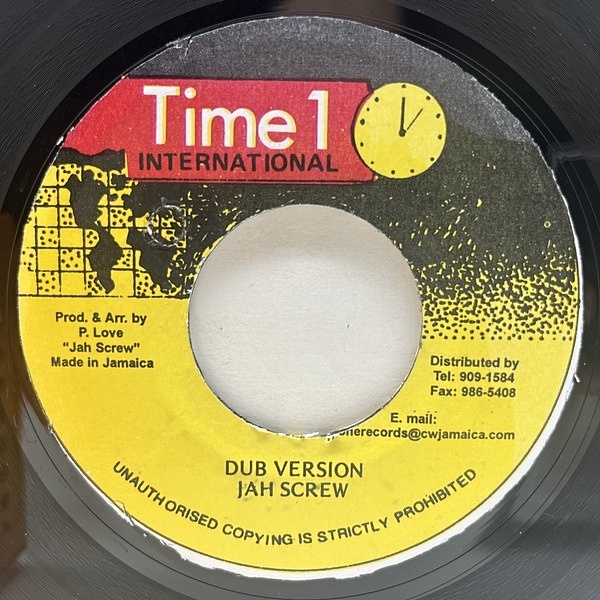 Time 1
INTERNATIONAL
Prod. & Arr. by
P. Love
“Jah Screw”
Made in Jamaica
Distributed by
Tel: 909-1584
Fax: 986-5408
E. mail:
DUB VERSION
JAH SCREW
UNAUTHORISED COPYING IS STRICTLY PROHIBITED